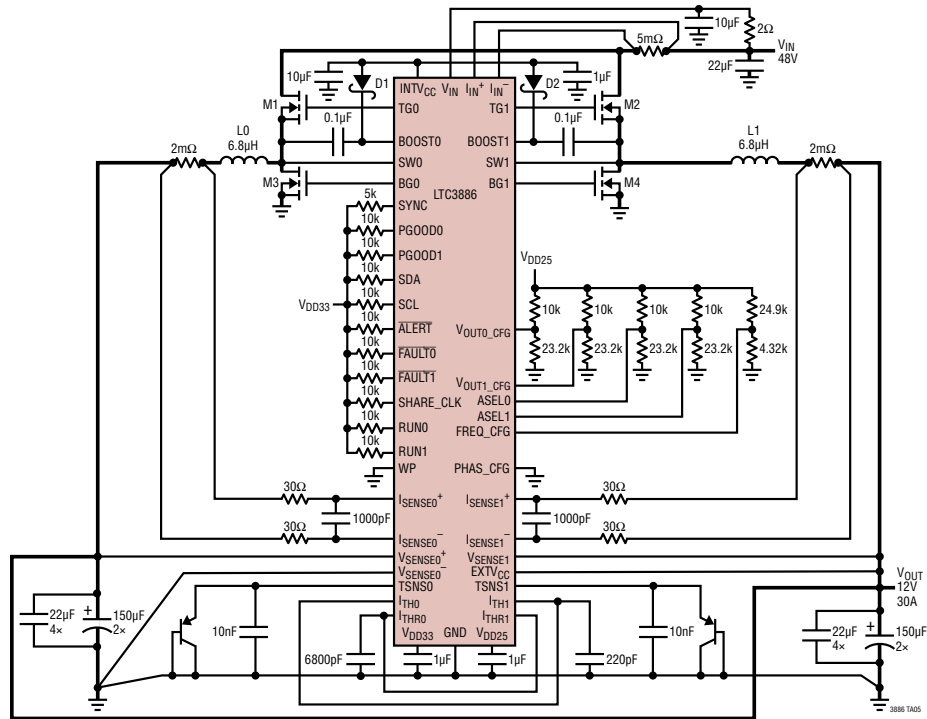 10µF
2Ω
5mΩ
VIN
48V
22µF
10µF
D1
INTVCC
VIN
IIN+
IIN–
D2
1µF
M1
TG0
TG1
M2
0.1µF
BOOST0
BOOST1
0.1µF
L0
6.8µH
L1
6.8µH
2mΩ
SW0
SW1
2mΩ
M3
BG0
BG1
M4
LTC3886
5k
SYNC
10k
PGOOD0
10k
PGOOD1
10k
SDA
10k
VDD33
SCL
10k
ALERT
10k
FAULT0
10k
FAULT1
10k
SHARE_CLK
10k
RUN0
10k
RUN1
WP
VDD25
10k
10k
10k
10k
24.9k
VOUT0_CFG
23.2k
23.2k
23.2k
23.2k
4.32k
VOUT1_CFG
ASEL0
ASEL1
FREQ_CFG
PHAS_CFG
30Ω
ISENSE0+
ISENSE1+
30Ω
1000pF
1000pF
30Ω
ISENSE0–
ISENSE1–
30Ω
VSENSE0+
VSENSE1
VSENSE0–
EXTVCC
TSNS0
TSNS1
ITH0
ITH1
ITHR0
ITHR1
VDD33
GND
VDD25
VOUT
12V
30A
22µF
4×
+
150µF
2×
10nF
6800pF
1µF
1µF
220pF
10nF
22µF
4×
+
150µF
2×
3886 TA05